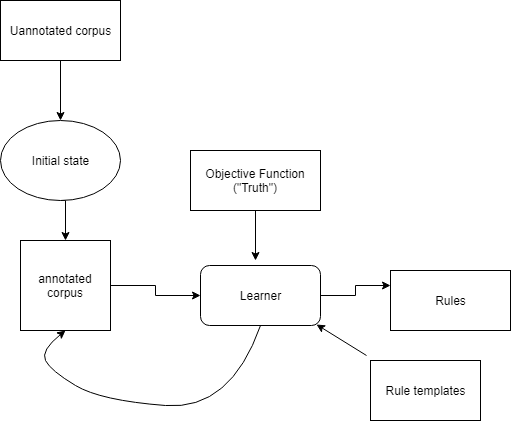 Uannotated corpus
Initial state
Objective Function
("Truth")
annotated
corpus
Learner
Rules
Rule templates